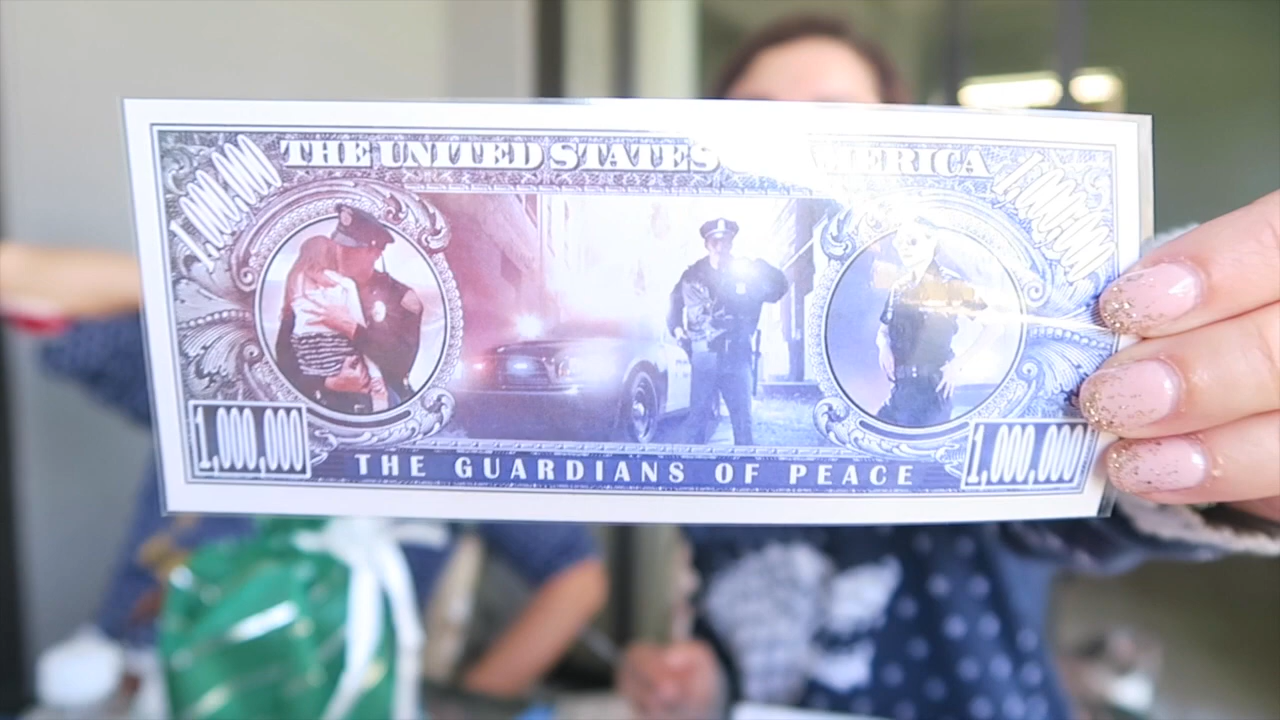 THE UNITED STATES AMERICA
1,000,000
1,000,000
1,000,000
1,000,000
THE GUARDIANS OF PEACE